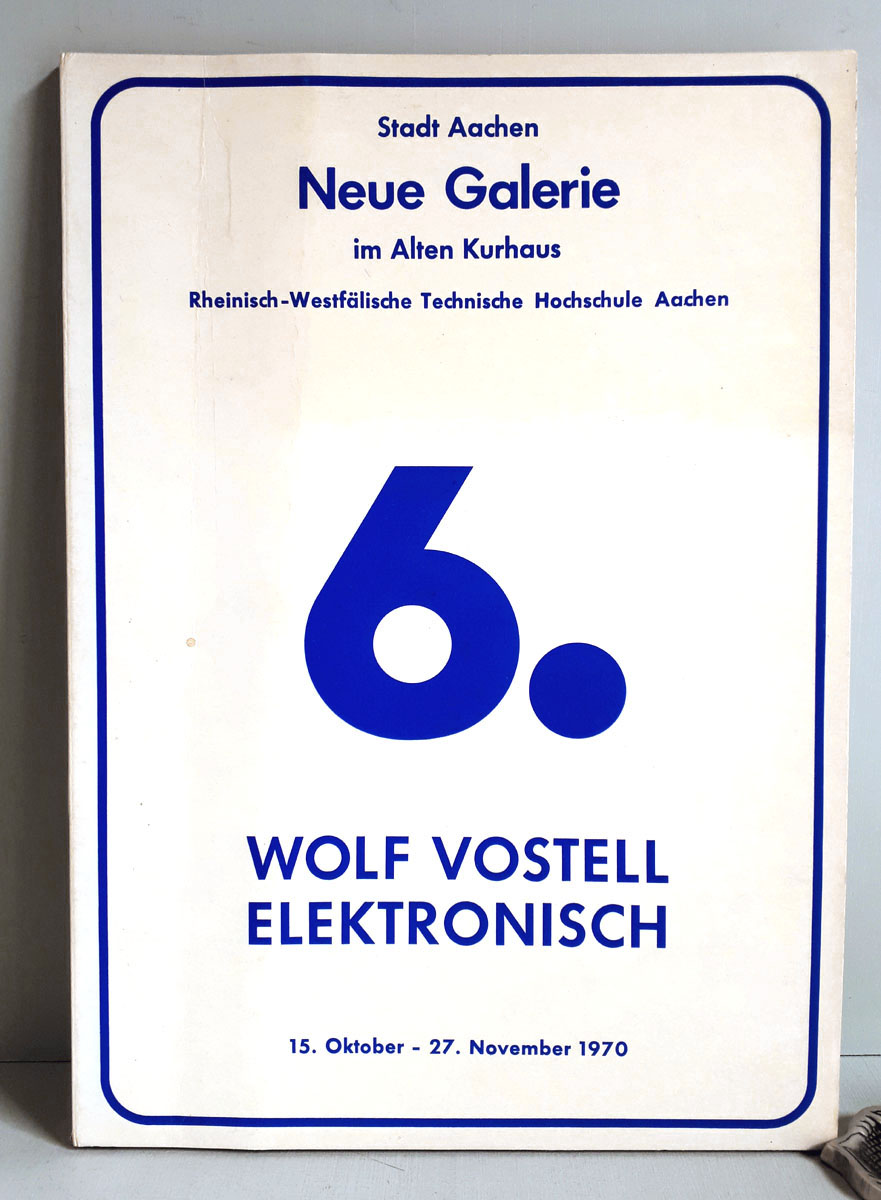 Stadt Aachen
Neue Galerie
im Alten Kurhaus
Rheinisch-Westfälische Technische Hochschule Aachen
6.
WOLF VOSTELL
ELEKTRONISCH
15. Oktober - 27. November 1970